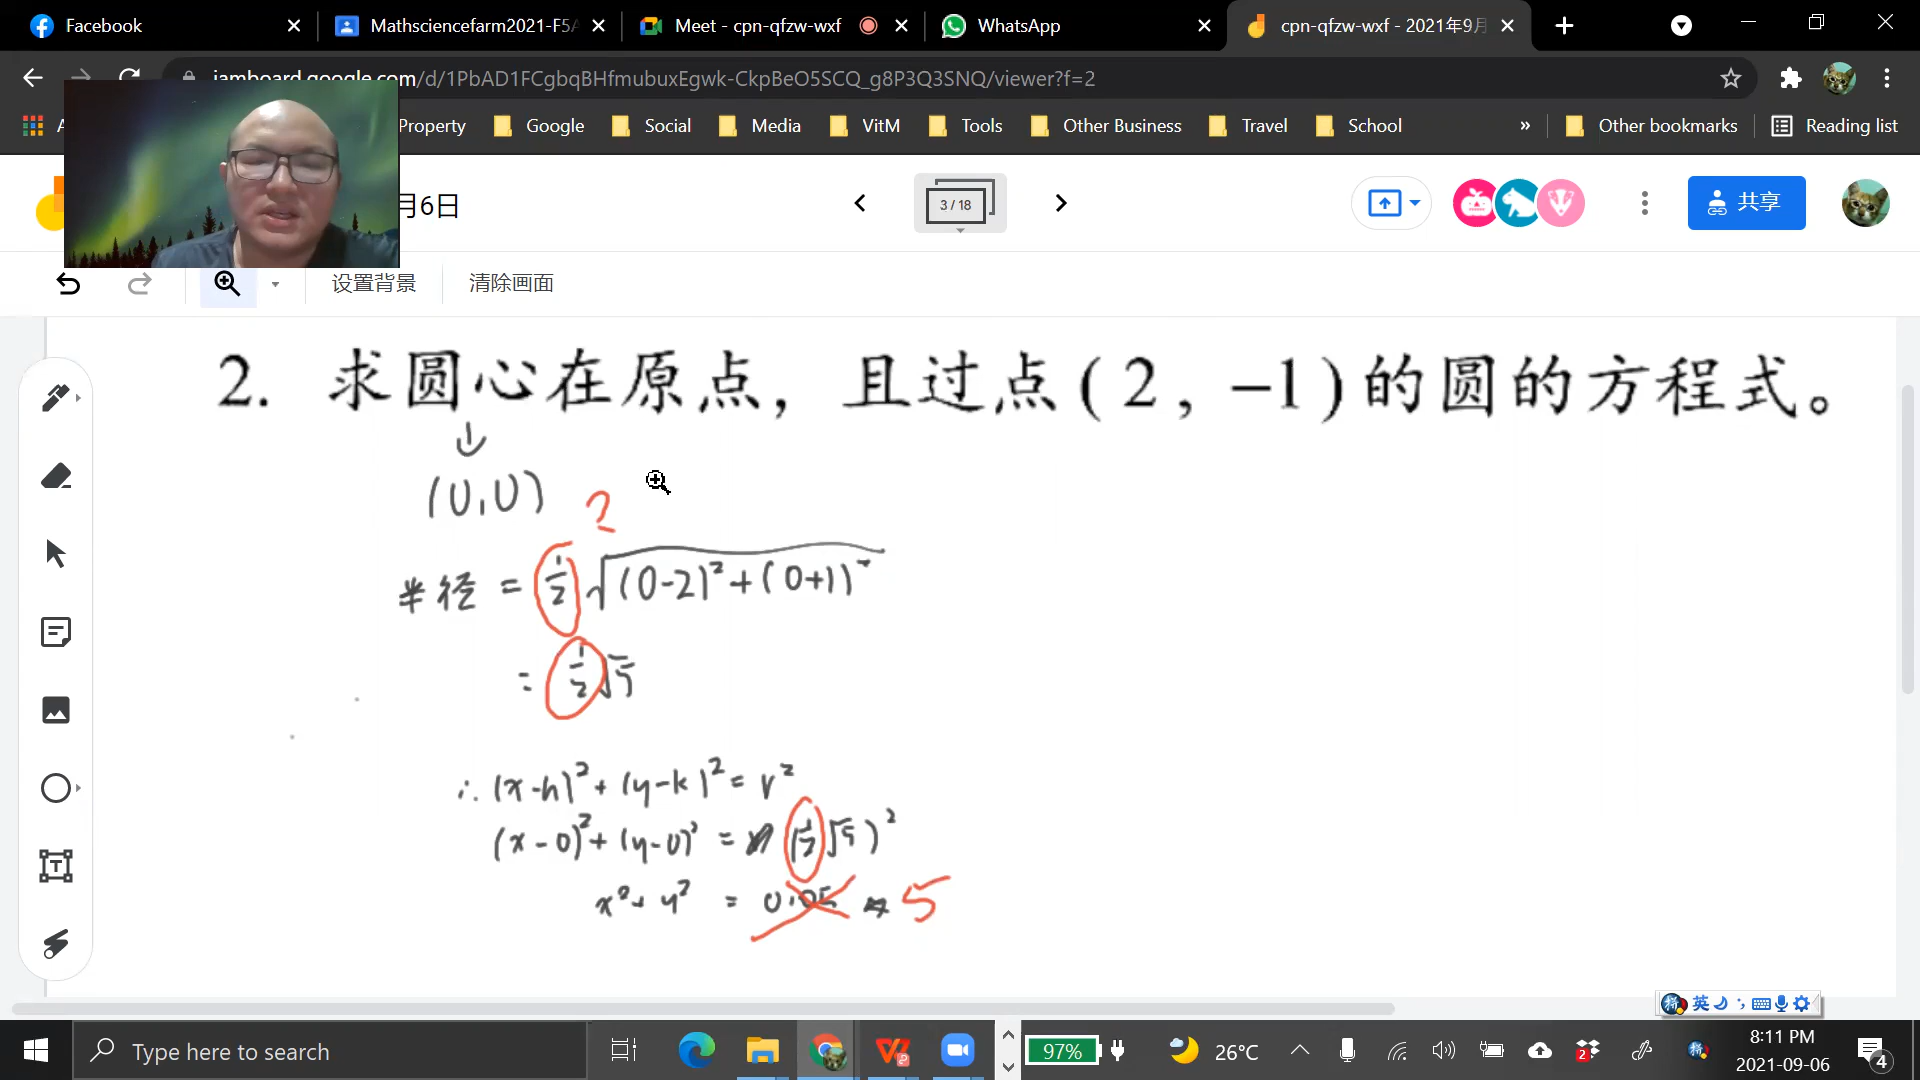 Facebook
Mathsciencefarm2021-F5A
Meet - cpn-qfzw-wxf
WhatsApp
cpn-qfzw-wxf - 2021年9月
jamboard.google.com/d/1PbAD1FCgbqBHfmubuxEgwk-CkpBeO5SCQ_g8P3Q3SNQ/viewer?f=2
Property
Google
Social
Media
VitM
Tools
Other Business
Travel
School
»
Other bookmarks
Reading list
月6日
3 / 18
共享
设置背景
清除画面
2. 求圆心在原点，且过点(2, −1)的圆的方程式。
(0,0)
?
半径 = 1/2 √(0-2)² + (0+1)²
= 1/2 √5
∴ (x-h)² + (y-k)² = r²
(x-0)² + (y-0)² = (1/2 √5)²
x² + y² = 5
英
Type here to search
97%
26°C
8:11 PM
2021-09-06
4